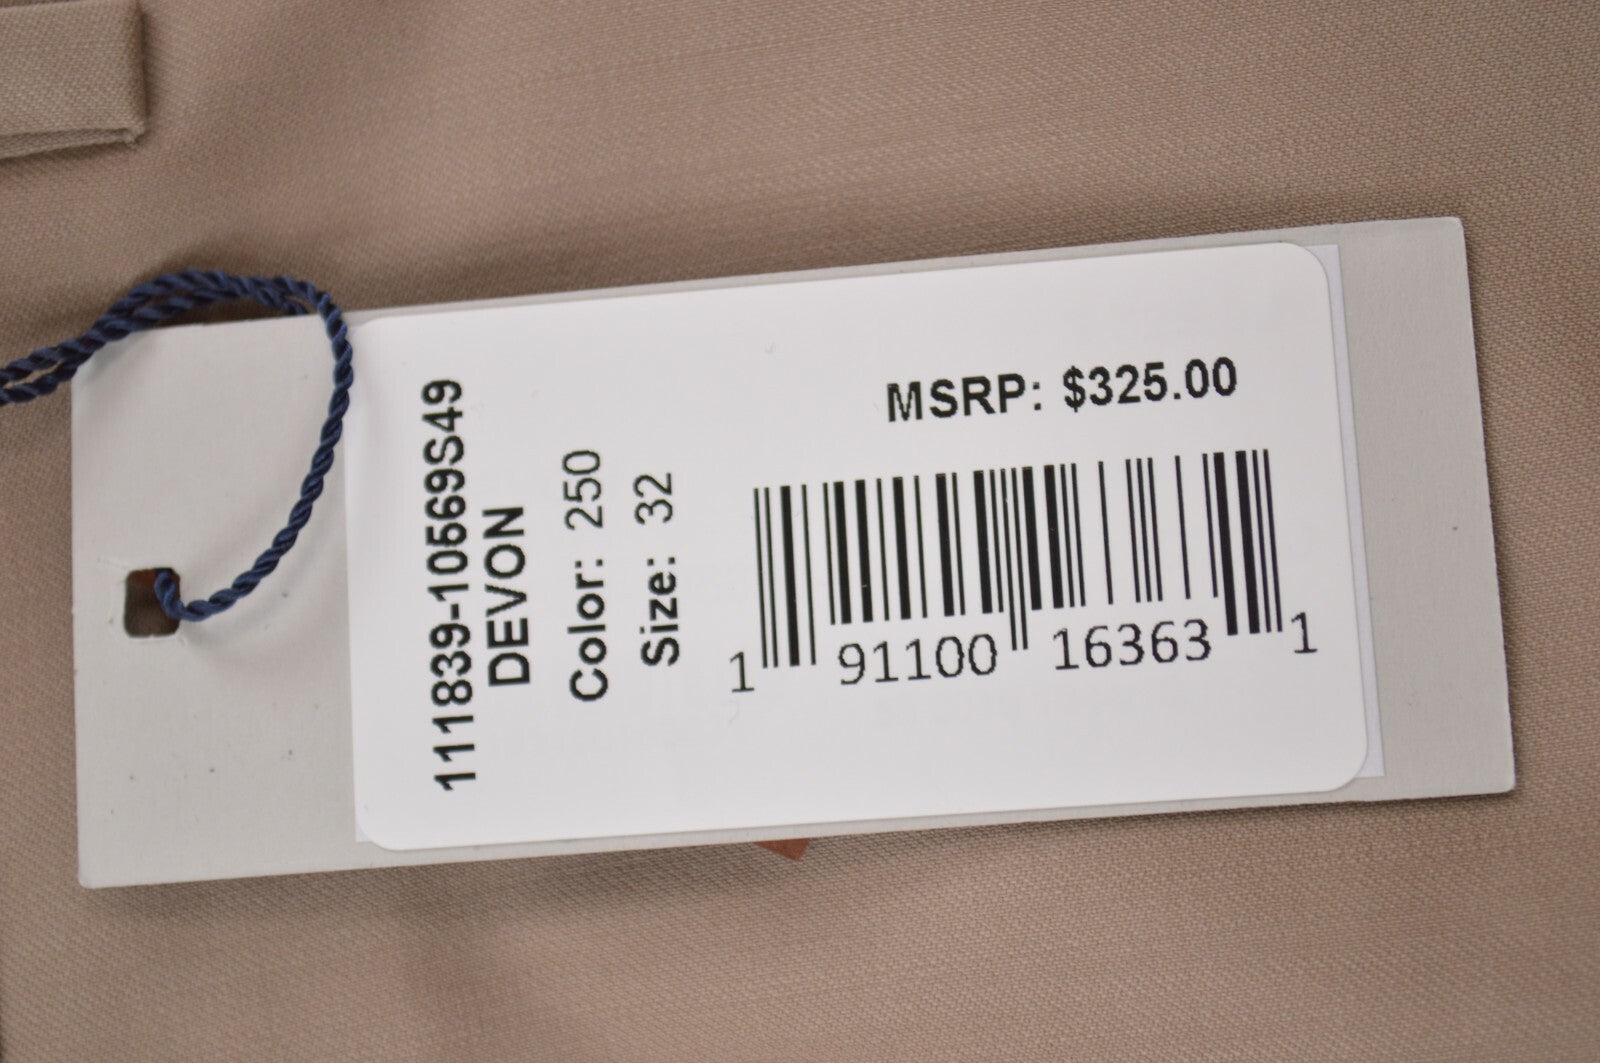 111839-10569S49
DEVON
Color: 250
Size: 32
MSRP: $325.00
1 91100 16363 1